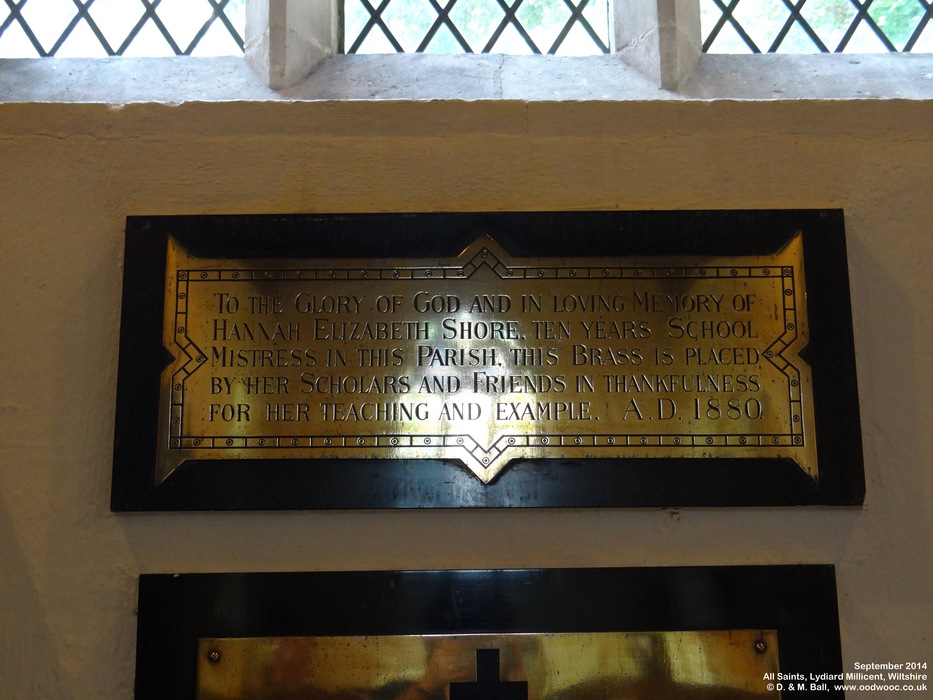 To the Glory of God and in loving Memory of
Hannah Elizabeth Shore, ten years School
Mistress in this Parish, this Brass is placed
by her Scholars and Friends in thankfulness
for her teaching and example. A.D. 1880.
September 2014
All Saints, Lydiard Millicent, Wiltshire
© D. & M. Ball, www.oodwooc.co.uk